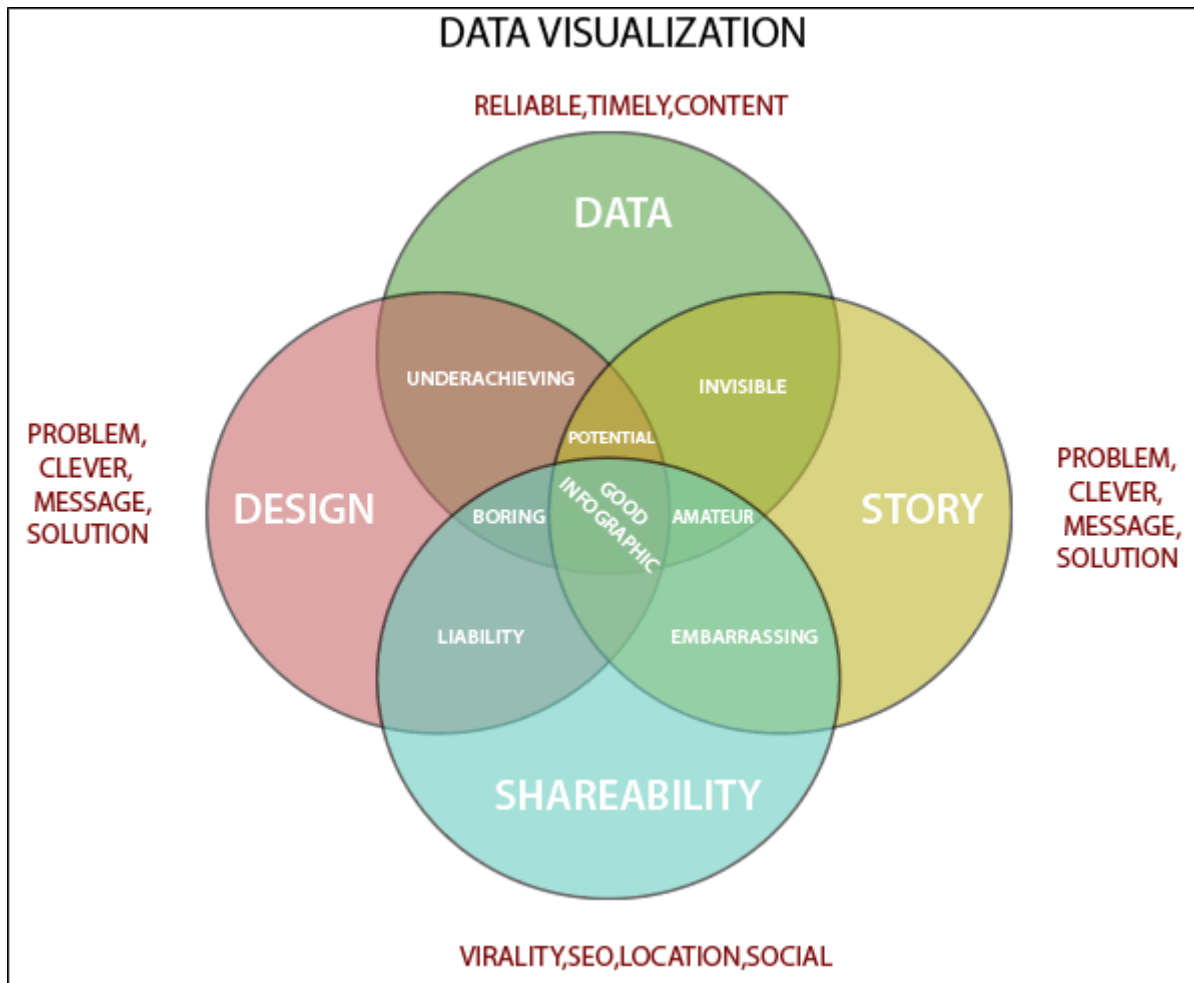 DATA VISUALIZATION
RELIABLE,TIMELY,CONTENT
DATA
UNDERACHIEVING
INVISIBLE
POTENTIAL
PROBLEM,
CLEVER,
MESSAGE,
SOLUTION
DESIGN
BORING
GOOD
INFOGRAPHIC
AMATEUR
STORY
PROBLEM,
CLEVER,
MESSAGE,
SOLUTION
LIABILITY
EMBARRASSING
SHAREABILITY
VIRALITY,SEO,LOCATION,SOCIAL